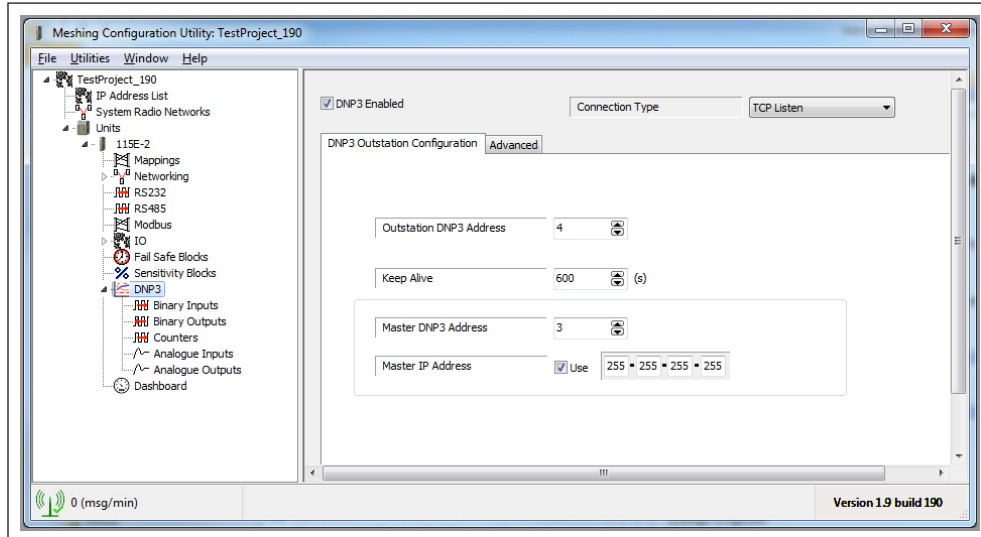 Meshing Configuration Utility: TestProject_190
File Utilities Window Help
TestProject_190
IP Address List
System Radio Networks
Units
115E-2
Mappings
Networking
RS232
RS485
Modbus
IO
Fail Safe Blocks
Sensitivity Blocks
DNP3
Binary Inputs
Binary Outputs
Counters
Analogue Inputs
Analogue Outputs
Dashboard
DNP3 Enabled
Connection Type
TCP Listen
DNP3 Outstation Configuration
Advanced
Outstation DNP3 Address 4
Keep Alive 600 (s)
Master DNP3 Address 3
Master IP Address Use 255 255 255 255
0 (msg/min)
Version 1.9 build 190